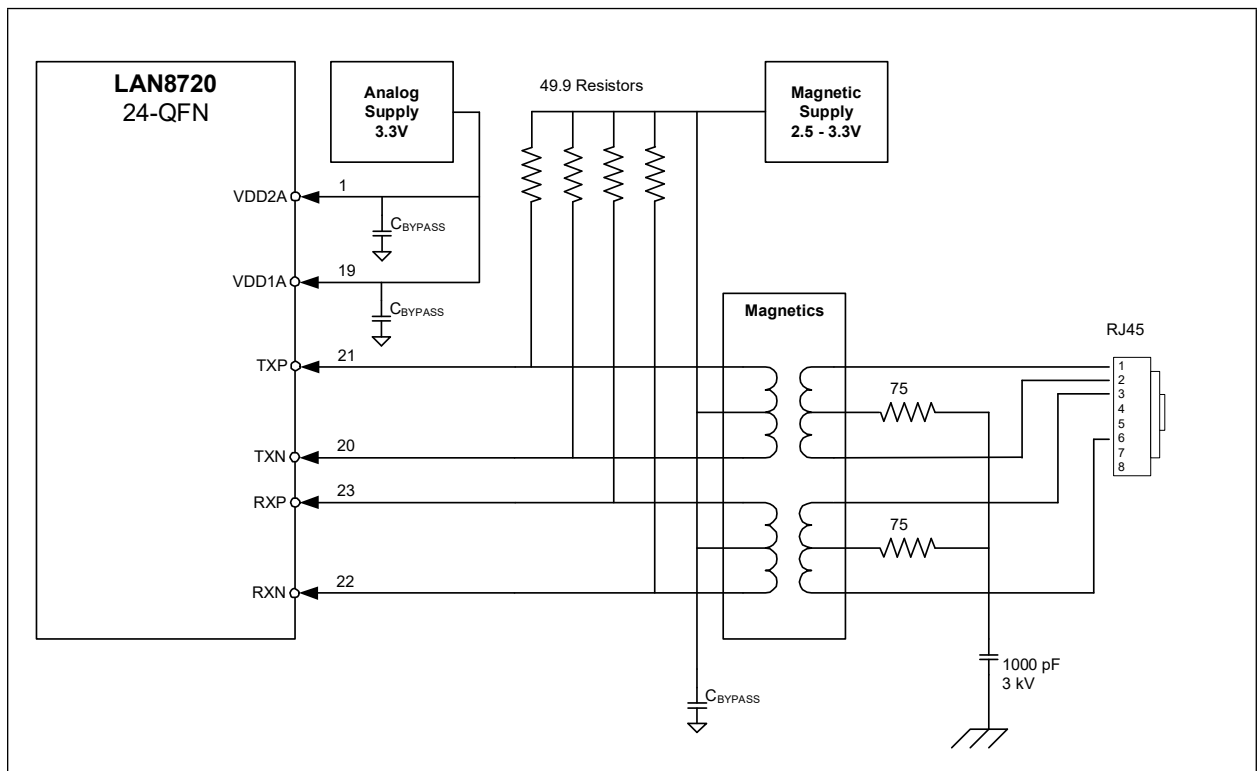 LAN8720
24-QFN
Analog
Supply
3.3V
49.9 Resistors
Magnetic
Supply
2.5 - 3.3V
VDD2A
1
CBYPASS
VDD1A
19
CBYPASS
Magnetics
RJ45
TXP
21
75
1
2
3
4
5
6
7
8
TXN
20
RXP
23
75
RXN
22
1000 pF
3 kV
CBYPASS